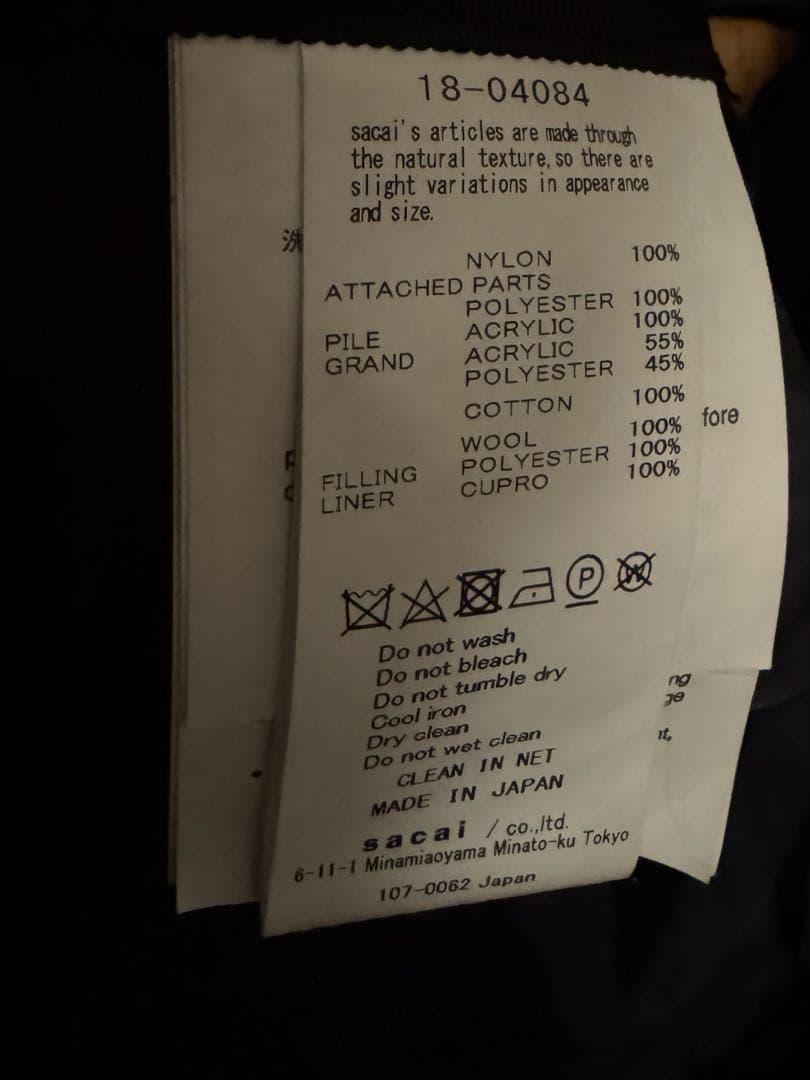 18-04084
sacai's articles are made through
the natural texture, so there are
slight variations in appearance
and size.
洗
NYLON 100%
ATTACHED PARTS
POLYESTER 100%
PILE ACRYLIC 100%
GRAND ACRYLIC 55%
POLYESTER 45%
COTTON 100%
fore
WOOL 100%
FILLING POLYESTER 100%
LINER CUPRO 100%
P
W
Do not wash
Do not bleach
Do not tumble dry
Cool iron
Dry clean
Do not wet clean
CLEAN IN NET
MADE IN JAPAN
ng
ge
nt,
sacai / co.,ltd.
6-11-1 Minamiaoyama Minato-ku Tokyo
107-0062 Japan